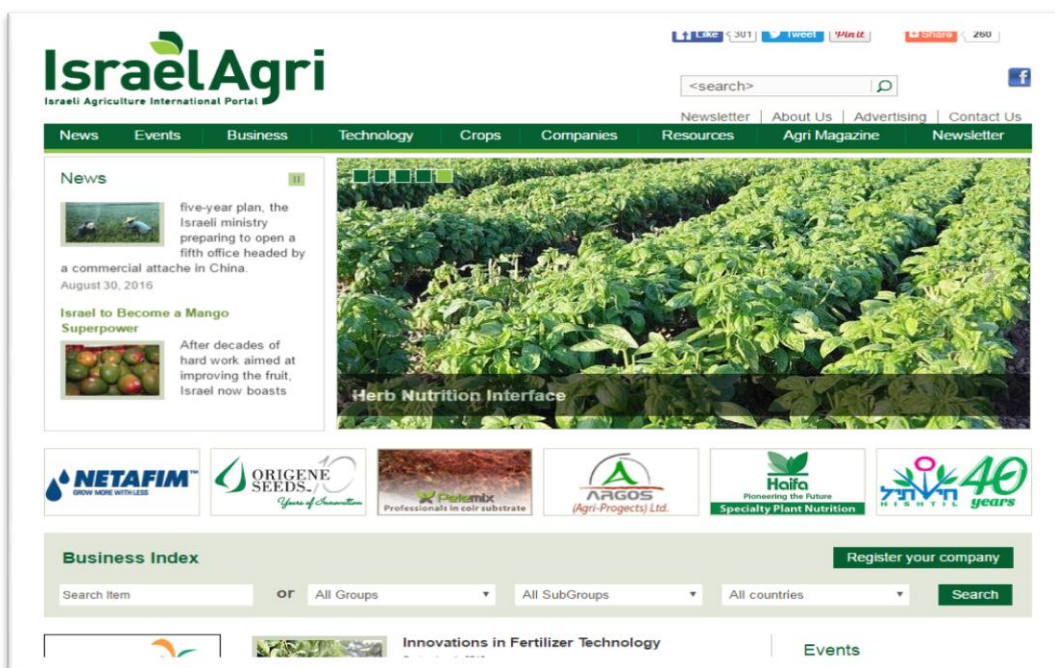 Like 301 Tweet Pin it Share 260
IsraelAgri
Israeli Agriculture International Portal
<search>
Newsletter About Us Advertising Contact Us
News Events Business Technology Crops Companies Resources Agri Magazine Newsletter
News
five-year plan, the
Israeli ministry
preparing to open a
fifth office headed by
a commercial attache in China.
August 30, 2016
Israel to Become a Mango
Superpower
After decades of
hard work aimed at
improving the fruit,
Israel now boasts
Herb Nutrition Interface
NETAFIM™
GROW MORE WITH LESS
ORIGENE
SEEDS
10
Years of Innovation
Pelemix
Professionals in coir substrate
ARGOS
(Agri-Progects) Ltd.
Haifa
Pioneering the Future
Specialty Plant Nutrition
חישתיל
HISHTIL
40
years
Business Index
Register your company
Search Item or All Groups All SubGroups All countries Search
Innovations in Fertilizer Technology
Events